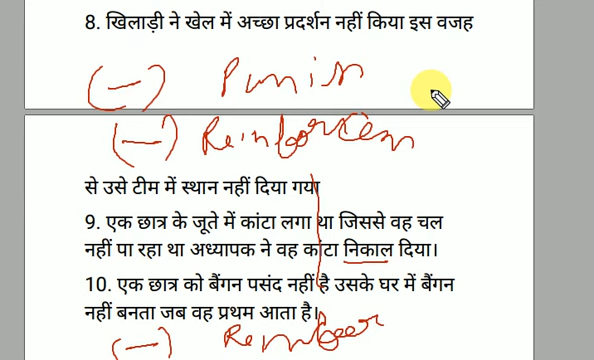 8. खिलाड़ी ने खेल में अच्छा प्रदर्शन नहीं किया इस वजह
(-) Punish
(-) Reinforcem
से उसे टीम में स्थान नहीं दिया गया
9. एक छात्र के जूते में कांटा लगा था जिससे वह चल
नहीं पा रहा था अध्यापक ने वह कांटा निकाल दिया।
10. एक छात्र को बैंगन पसंद नहीं है उसके घर में बैंगन
नहीं बनता जब वह प्रथम आता है।
(-)